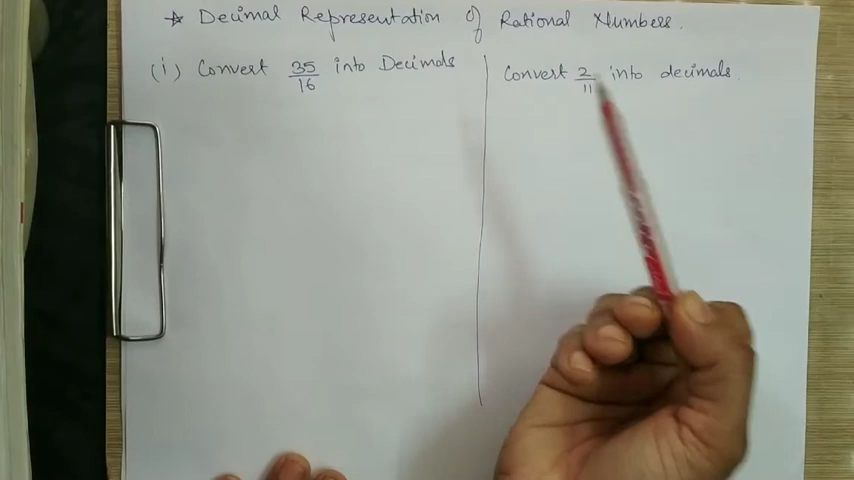 ☆ Decimal Representation of Rational Numbers.
(i) Convert 35/16 into Decimals
Convert 2/11 into decimals.